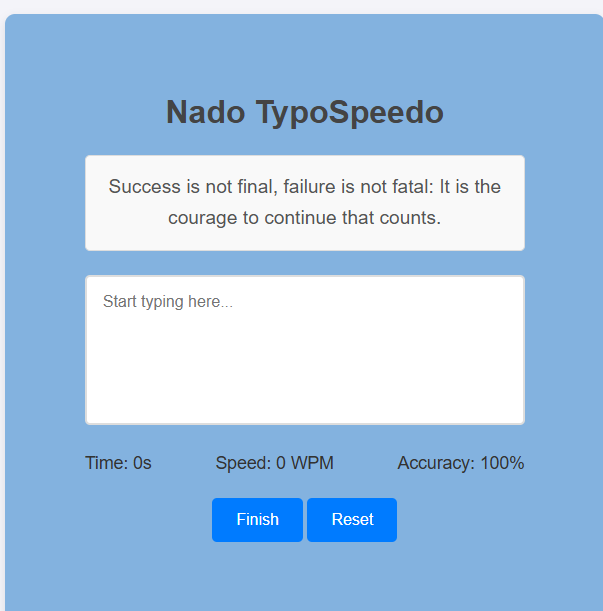 Nado TypoSpeedo
Success is not final, failure is not fatal: It is the
courage to continue that counts.
Start typing here...
Time: 0s
Speed: 0 WPM
Accuracy: 100%
Finish
Reset